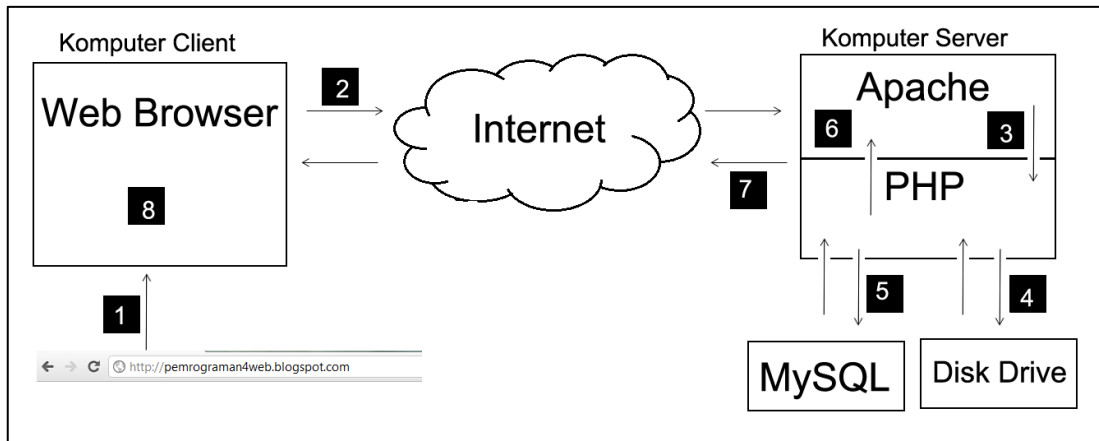 Komputer Client
Komputer Server
Web Browser
2
Internet
Apache
6
3
PHP
7
8
1
5
4
http://pemrograman4web.blogspot.com
MySQL
Disk Drive